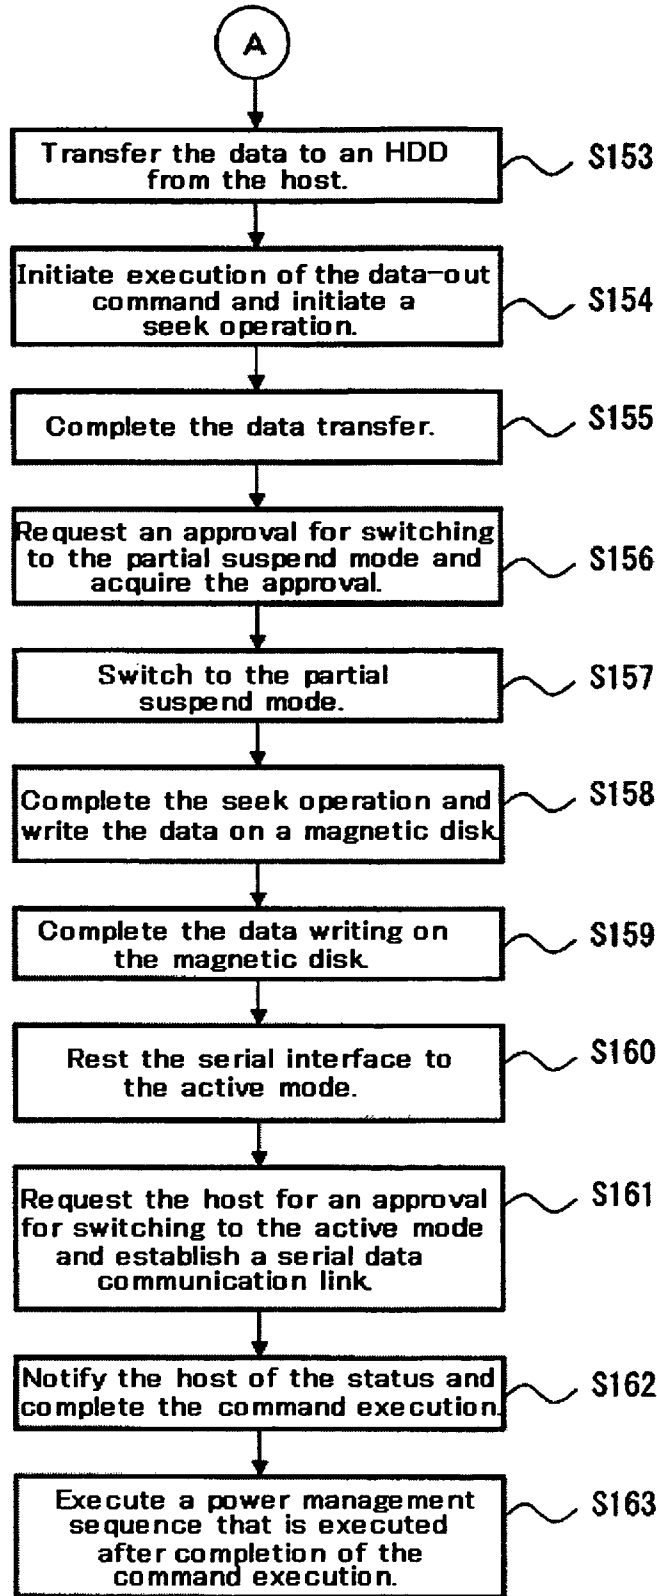 A
Transfer the data to an HDD
from the host.
S153
Initiate execution of the data-out
command and initiate a
seek operation.
S154
Complete the data transfer.
S155
Request an approval for switching
to the partial suspend mode and
acquire the approval.
S156
Switch to the partial
suspend mode.
S157
Complete the seek operation and
write the data on a magnetic disk.
S158
Complete the data writing on
the magnetic disk.
S159
Rest the serial interface to
the active mode.
S160
Request the host for an approval
for switching to the active mode
and establish a serial data
communication link.
S161
Notify the host of the status and
complete the command execution.
S162
Execute a power management
sequence that is executed
after completion of the
command execution.
S163